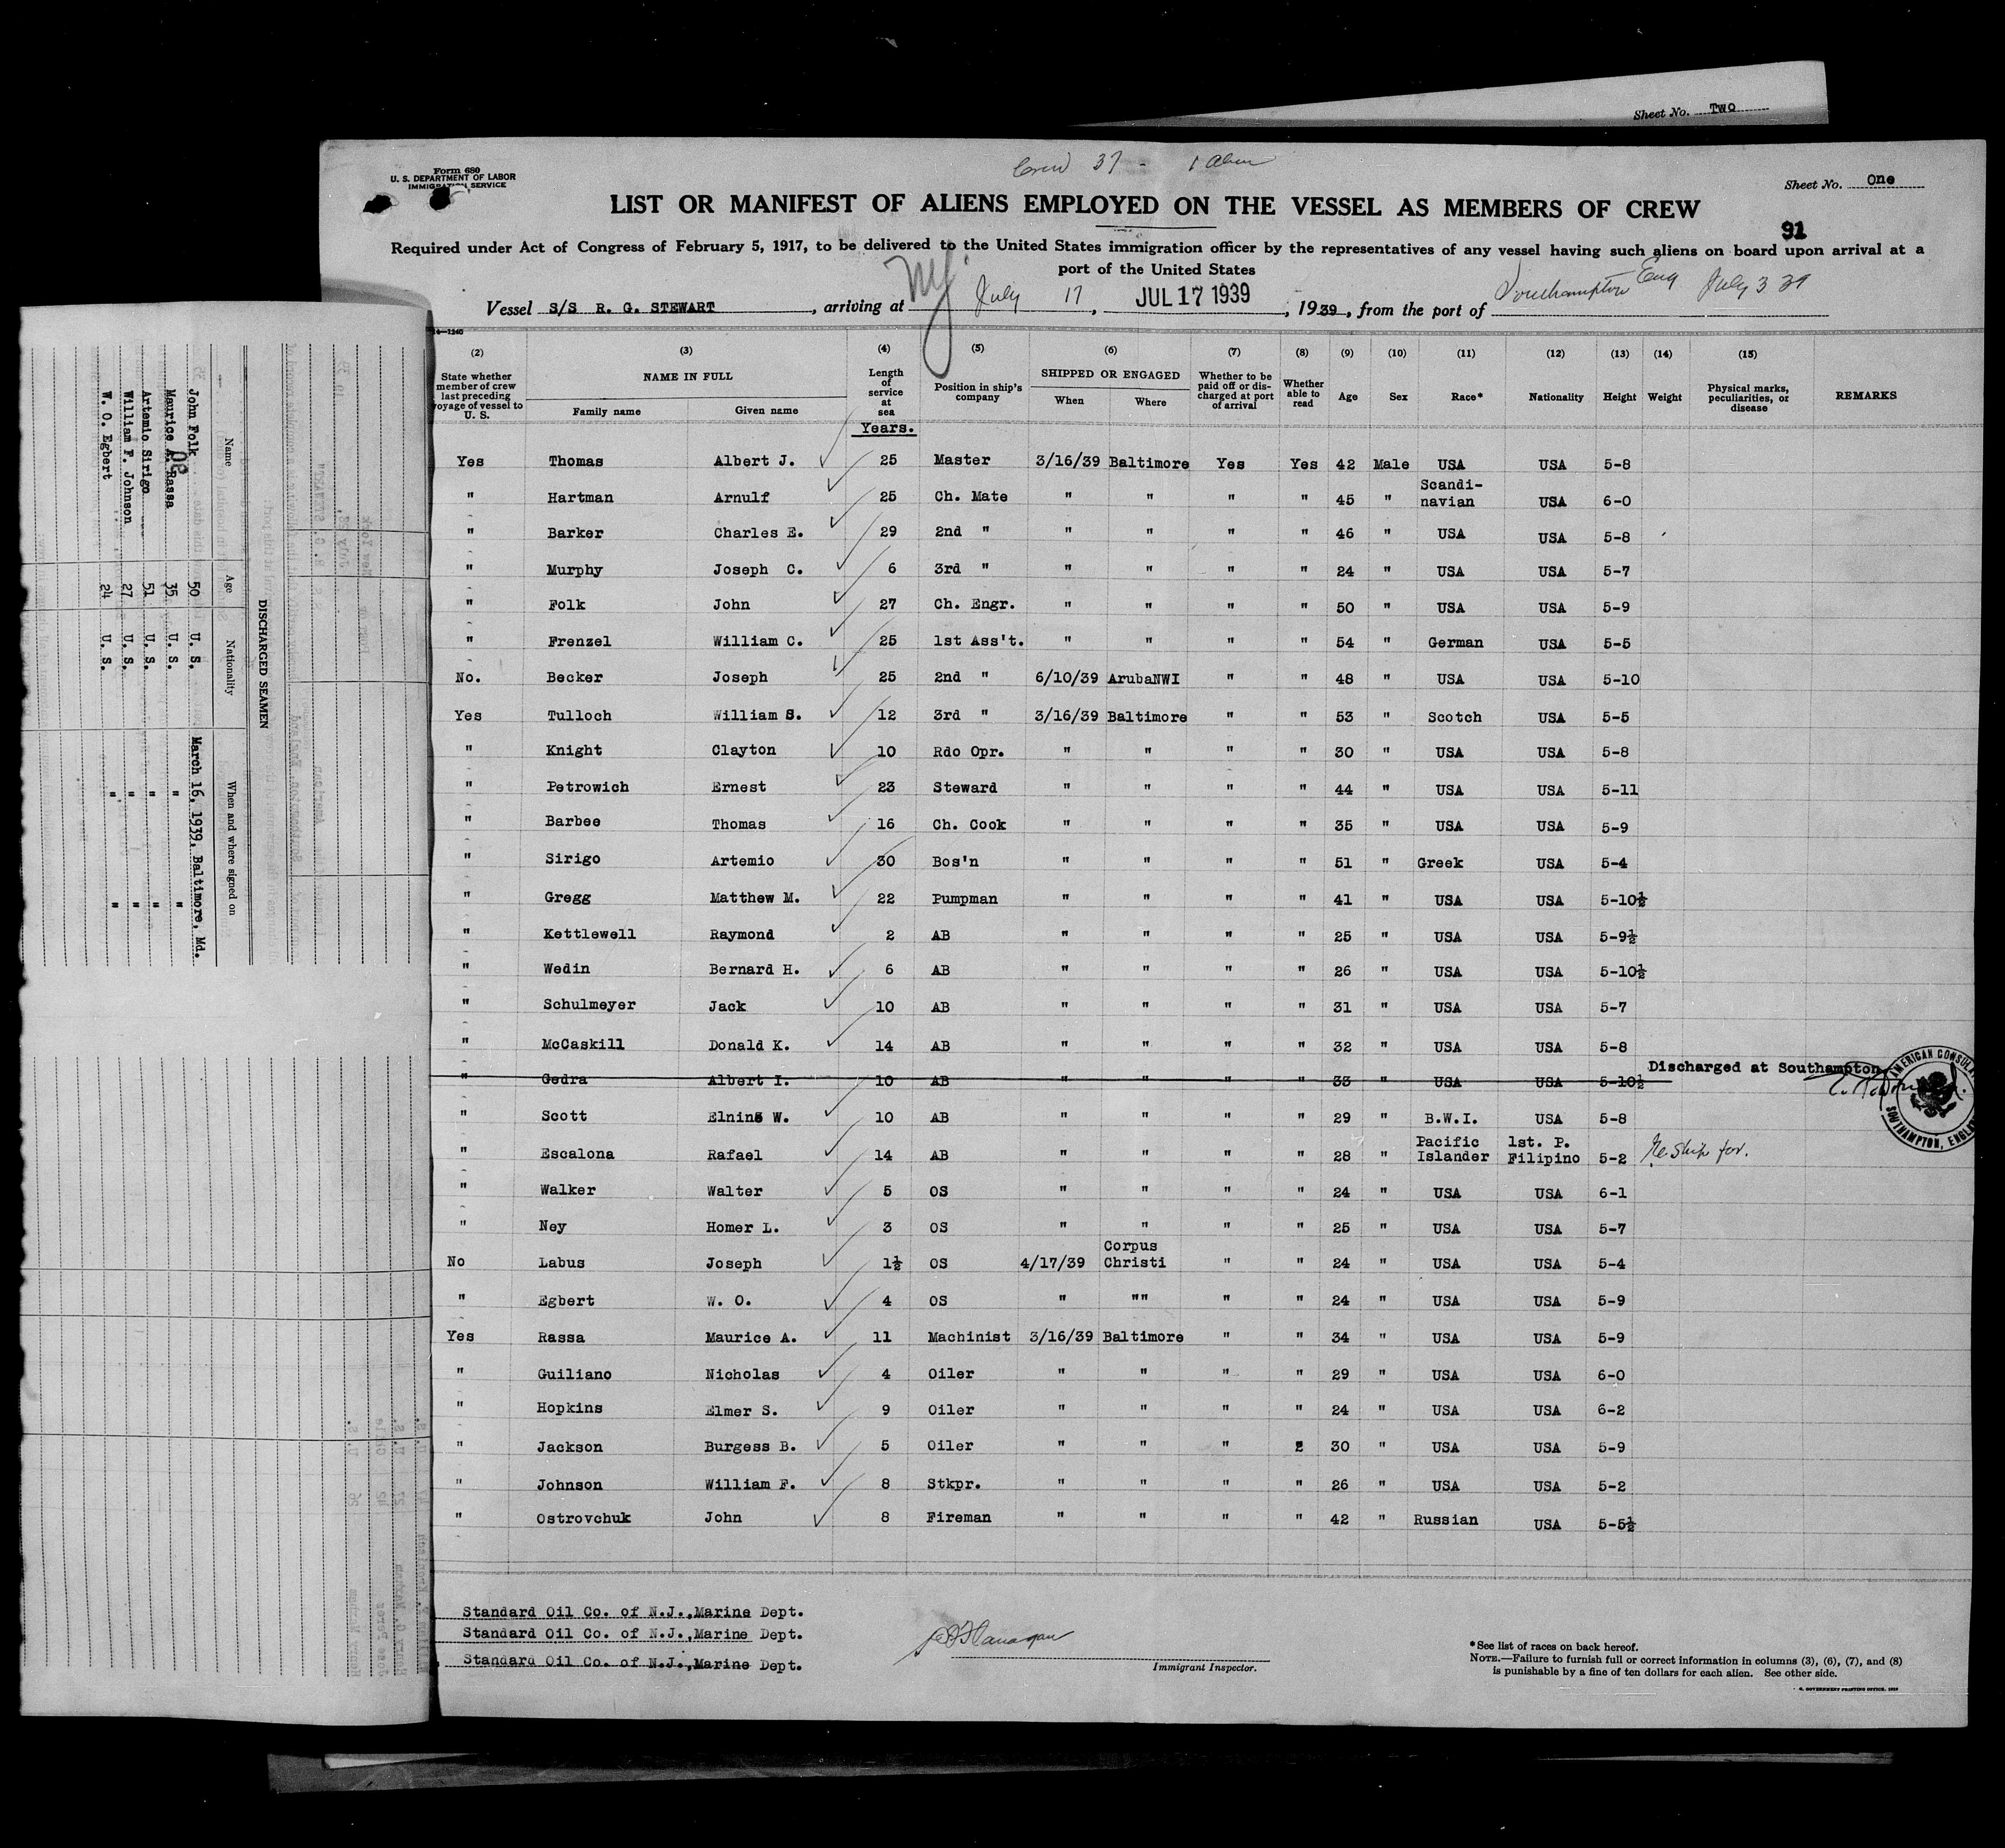 Sheet No. Two
Form 680
U. S. DEPARTMENT OF LABOR
IMMIGRATION SERVICE
Crew 37 - 1 Alien
Sheet No. One
LIST OR MANIFEST OF ALIENS EMPLOYED ON THE VESSEL AS MEMBERS OF CREW
91
Required under Act of Congress of February 5, 1917, to be delivered to the United States immigration officer by the representatives of any vessel having such aliens on board upon arrival at a
port of the United States
Vessel S/S R. G. STEWART, arriving at NY July 17, JUL 17 1939, 1939, from the port of Southampton Eng July 3 39
(2) (3) (4) (5) (6) (7) (8) (9) (10) (11) (12) (13) (14) (15)
State whether member of crew last preceding voyage of vessel to U. S. NAME IN FULL Family name Given name Length of service at sea Position in ship's company SHIPPED OR ENGAGED When Where Whether to be paid off or discharged at port of arrival Whether able to read Age Sex Race* Nationality Height Weight Physical marks, peculiarities, or disease REMARKS
Years.
Yes Thomas Albert J. 25 Master 3/16/39 Baltimore Yes Yes 42 Male USA USA 5-8
" Hartman Arnulf 25 Ch. Mate " " " " 45 " Scandi-navian USA 6-0
" Barker Charles E. 29 2nd " " " " " 46 " USA USA 5-8
" Murphy Joseph C. 6 3rd " " " " " 24 " USA USA 5-7
" Folk John 27 Ch. Engr. " " " " 50 " USA USA 5-9
" Frenzel William C. 25 1st Ass't. " " " " 54 " German USA 5-5
No. Becker Joseph 25 2nd " 6/10/39 ArubaNWI " " 48 " USA USA 5-10
Yes Tulloch William S. 12 3rd " 3/16/39 Baltimore " " 53 " Scotch USA 5-5
" Knight Clayton 10 Rdo Opr. " " " " 30 " USA USA 5-8
" Petrowich Ernest 23 Steward " " " " 44 " USA USA 5-11
" Barbee Thomas 16 Ch. Cook " " " " 35 " USA USA 5-9
" Sirigo Artemio 30 Bos'n " " " " 51 " Greek USA 5-4
" Gregg Matthew M. 22 Pumpman " " " " 41 " USA USA 5-10½
" Kettlewell Raymond 2 AB " " " " 25 " USA USA 5-9½
" Wedin Bernard H. 6 AB " " " " 26 " USA USA 5-10½
" Schulmeyer Jack 10 AB " " " " 31 " USA USA 5-7
" McCaskill Donald K. 14 AB " " " " 32 " USA USA 5-8
" Gedra Albert I. 10 AB " " " " 33 " USA USA 5-10½ Discharged at Southampton
AMERICAN CONSULATE SOUTHAMPTON, ENGLAND
" Scott Elning W. 10 AB " " " " 29 " B.W.I. USA 5-8
" Escalona Rafael 14 AB " " " " 28 " Pacific Islander 1st. P. Filipino 5-2 Re ship for.
" Walker Walter 5 OS " " " " 24 " USA USA 6-1
" Ney Homer L. 3 OS " " " " 25 " USA USA 5-7
No Labus Joseph 1½ OS 4/17/39 Corpus Christi " " 24 " USA USA 5-4
" Egbert W. O. 4 OS " "" " " 24 " USA USA 5-9
Yes Rassa Maurice A. 11 Machinist 3/16/39 Baltimore " " 34 " USA USA 5-9
" Guiliano Nicholas 4 Oiler " " " " 29 " USA USA 6-0
" Hopkins Elmer S. 9 Oiler " " " " 24 " USA USA 6-2
" Jackson Burgess B. 5 Oiler " " " 2 30 " USA USA 5-9
" Johnson William F. 8 Stkpr. " " " " 26 " USA USA 5-2
" Ostrovchuk John 8 Fireman " " " " 42 " Russian USA 5-5½
Standard Oil Co. of N.J.,Marine Dept.
Standard Oil Co. of N.J.,Marine Dept.
Standard Oil Co. of N.J.,Marine Dept.
Flanagan
Immigrant Inspector.
*See list of races on back hereof.
NOTE.—Failure to furnish full or correct information in columns (3), (6), (7), and (8)
is punishable by a fine of ten dollars for each alien. See other side.
DISCHARGED SEAMEN
Name Age Nationality When and where signed on
John Folk 50 U. S. March 16, 1939, Baltimore, Md.
Maurice A. Rassa 35 U. S. " "
Artemio Sirigo 51 U. S. " "
William F. Johnson 27 U. S. " "
W. O. Egbert 24 U. S. " "